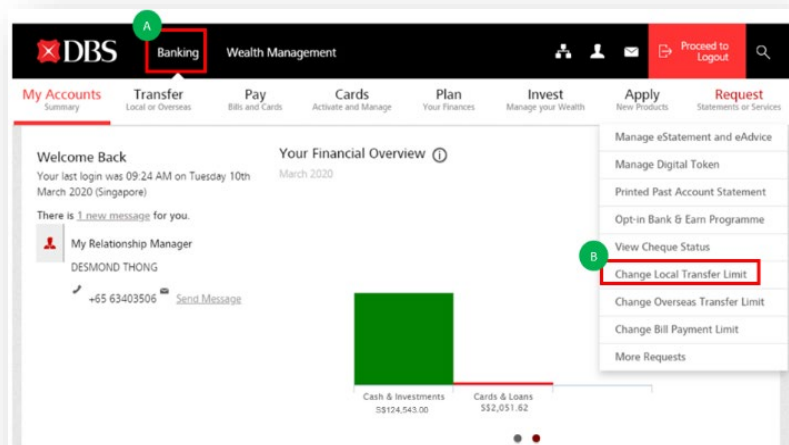 A
DBS
Banking
Wealth Management
Proceed to
Logout
My Accounts
Summary
Transfer
Local or Overseas
Pay
Bills and Cards
Cards
Activate and Manage
Plan
Your Finances
Invest
Manage your Wealth
Apply
New Products
Request
Statements or Services
Welcome Back
Your last login was 09:24 AM on Tuesday 10th
March 2020 (Singapore)
There is 1 new message for you.
My Relationship Manager
DESMOND THONG
+65 63403506 Send Message
Your Financial Overview
March 2020
Cash & Investments
S$124,543.00
Cards & Loans
S$2,051.62
Manage eStatement and eAdvice
Manage Digital Token
Printed Past Account Statement
Opt-in Bank & Earn Programme
View Cheque Status
B
Change Local Transfer Limit
Change Overseas Transfer Limit
Change Bill Payment Limit
More Requests